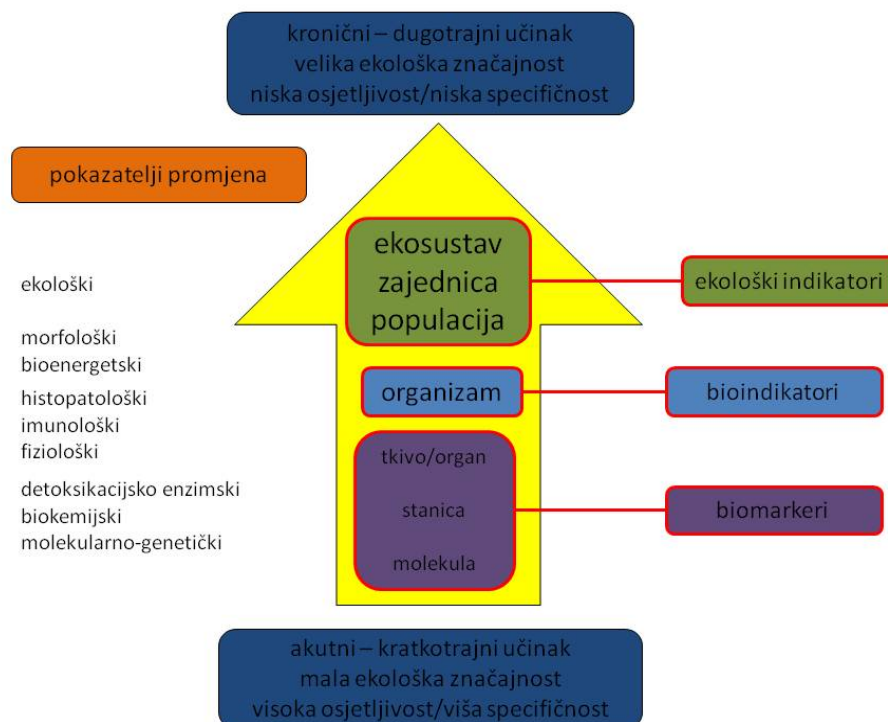 kronični – dugotrajni učinak
velika ekološka značajnost
niska osjetljivost/niska specifičnost
pokazatelji promjena
ekološki
morfološki
bioenergetski
histopatološki
imunološki
fiziološki
detoksikacijsko enzimski
biokemijski
molekularno-genetički
ekosustav
zajednica
populacija
organizam
tkivo/organ
stanica
molekula
ekološki indikatori
bioindikatori
biomarkeri
akutni – kratkotrajni učinak
mala ekološka značajnost
visoka osjetljivost/viša specifičnost